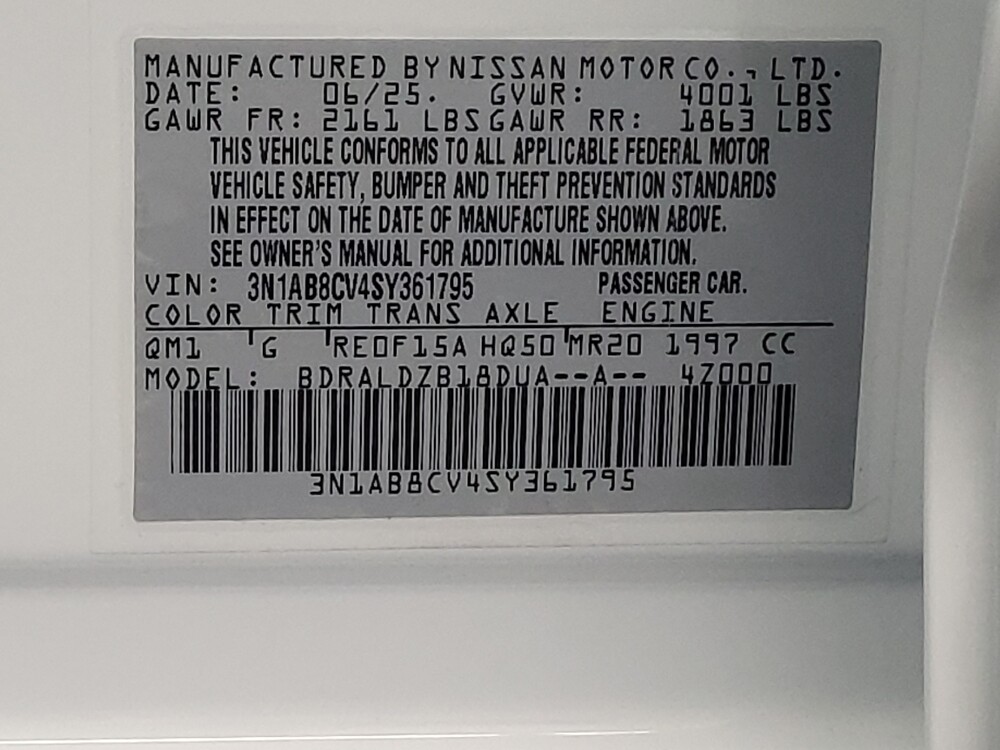 MANUFACTURED BY NISSAN MOTOR CO., LTD.
DATE: 06/25. GVWR: 4001 LBS
GAWR FR: 2161 LBS GAWR RR: 1863 LBS
THIS VEHICLE CONFORMS TO ALL APPLICABLE FEDERAL MOTOR
VEHICLE SAFETY, BUMPER AND THEFT PREVENTION STANDARDS
IN EFFECT ON THE DATE OF MANUFACTURE SHOWN ABOVE.
SEE OWNER'S MANUAL FOR ADDITIONAL INFORMATION.
VIN: 3N1AB8CV4SY361795 PASSENGER CAR.
COLOR TRIM TRANS AXLE ENGINE
QM1 G RE0F15A HQ50 MR20 1997 CC
MODEL: BDRALDZB18DUA--A-- 4Z000
3N1AB8CV4SY361795